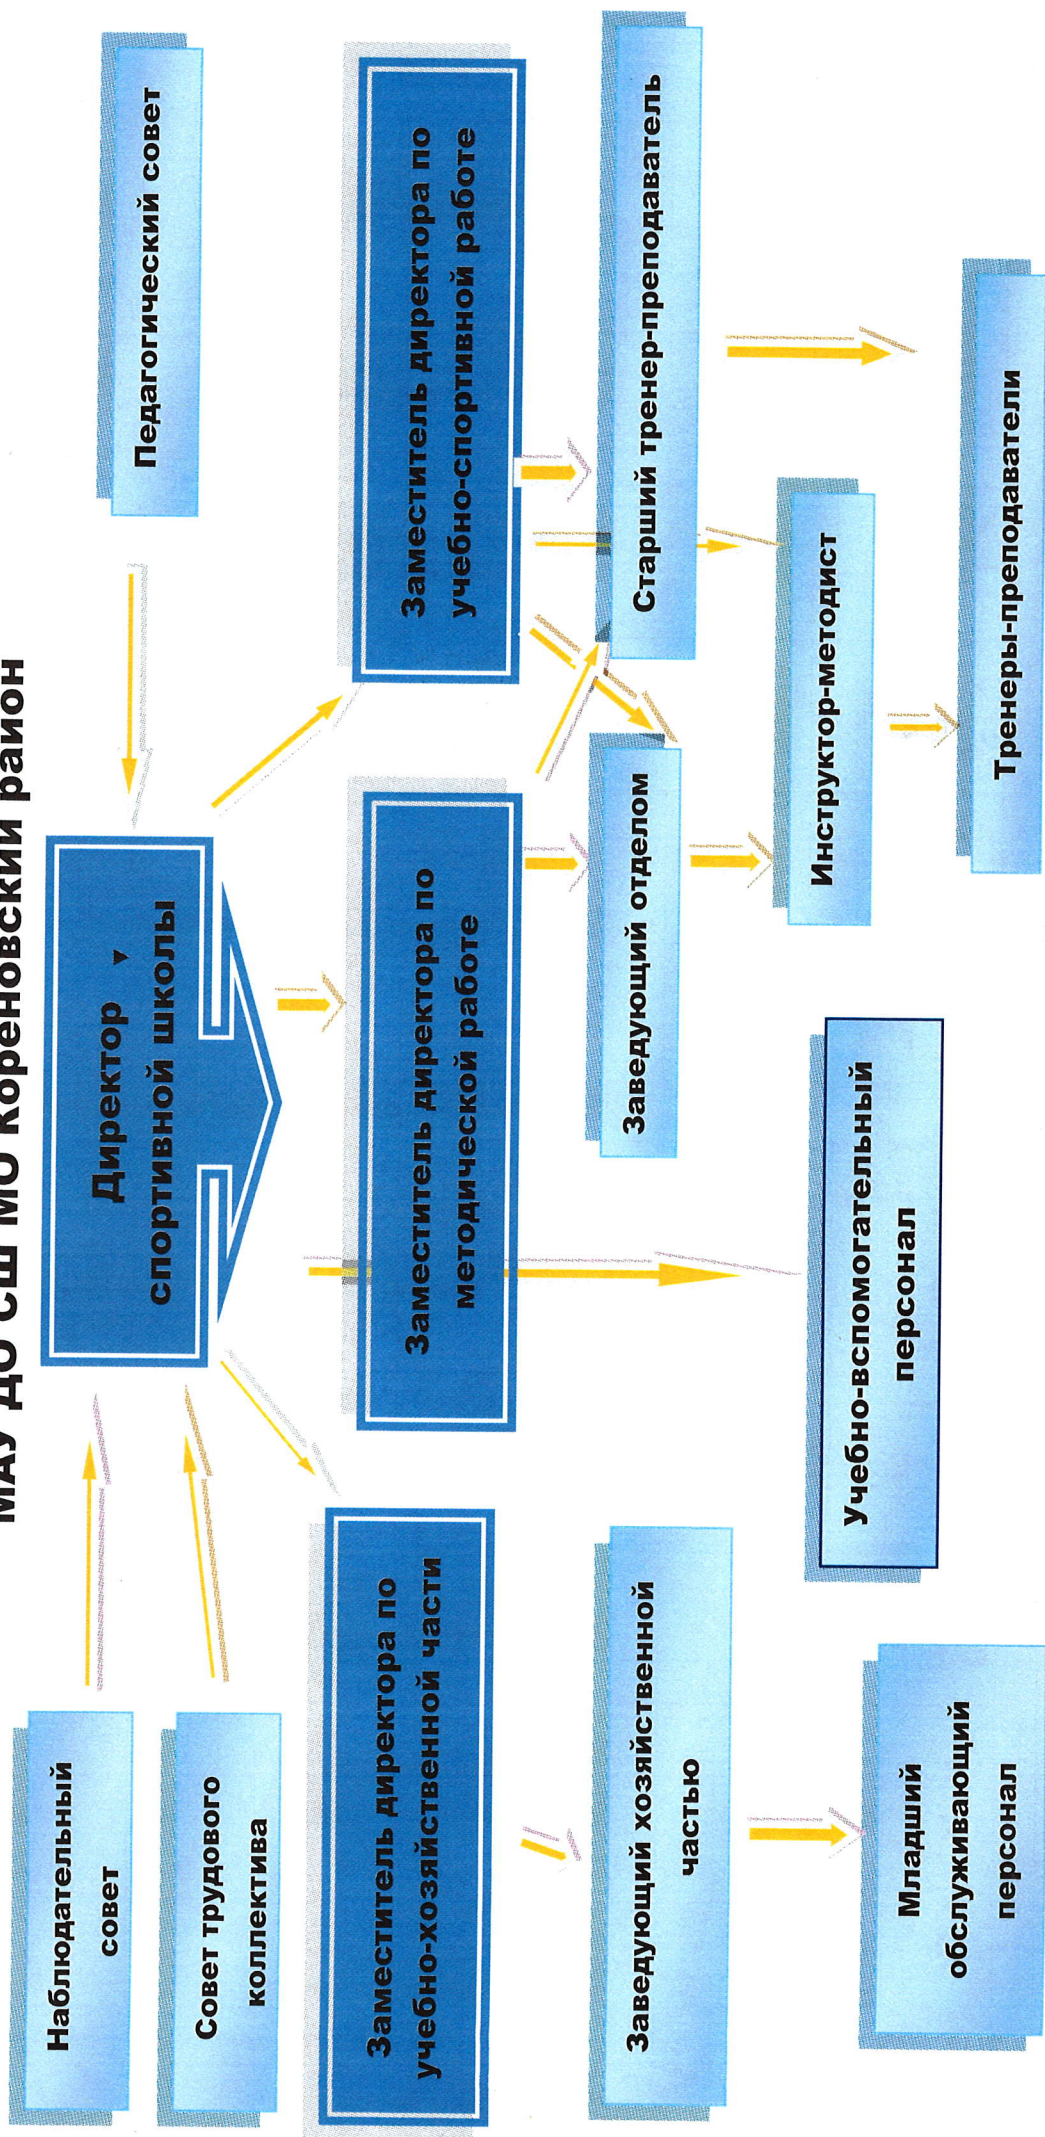 МАУ ДО СШ МО Кореновский район
Наблюдательный
совет
Совет трудового
коллектива
Директор
спортивной школы
Педагогический совет
Заместитель директора по
учебно-хозяйственной части
Заместитель директора по
методической работе
Заместитель директора по
учебно-спортивной работе
Заведующий хозяйственной
частью
Заведующий отделом
Старший тренер-преподаватель
Учебно-вспомогательный
персонал
Инструктор-методист
Младший
обслуживающий
персонал
Тренеры-преподаватели